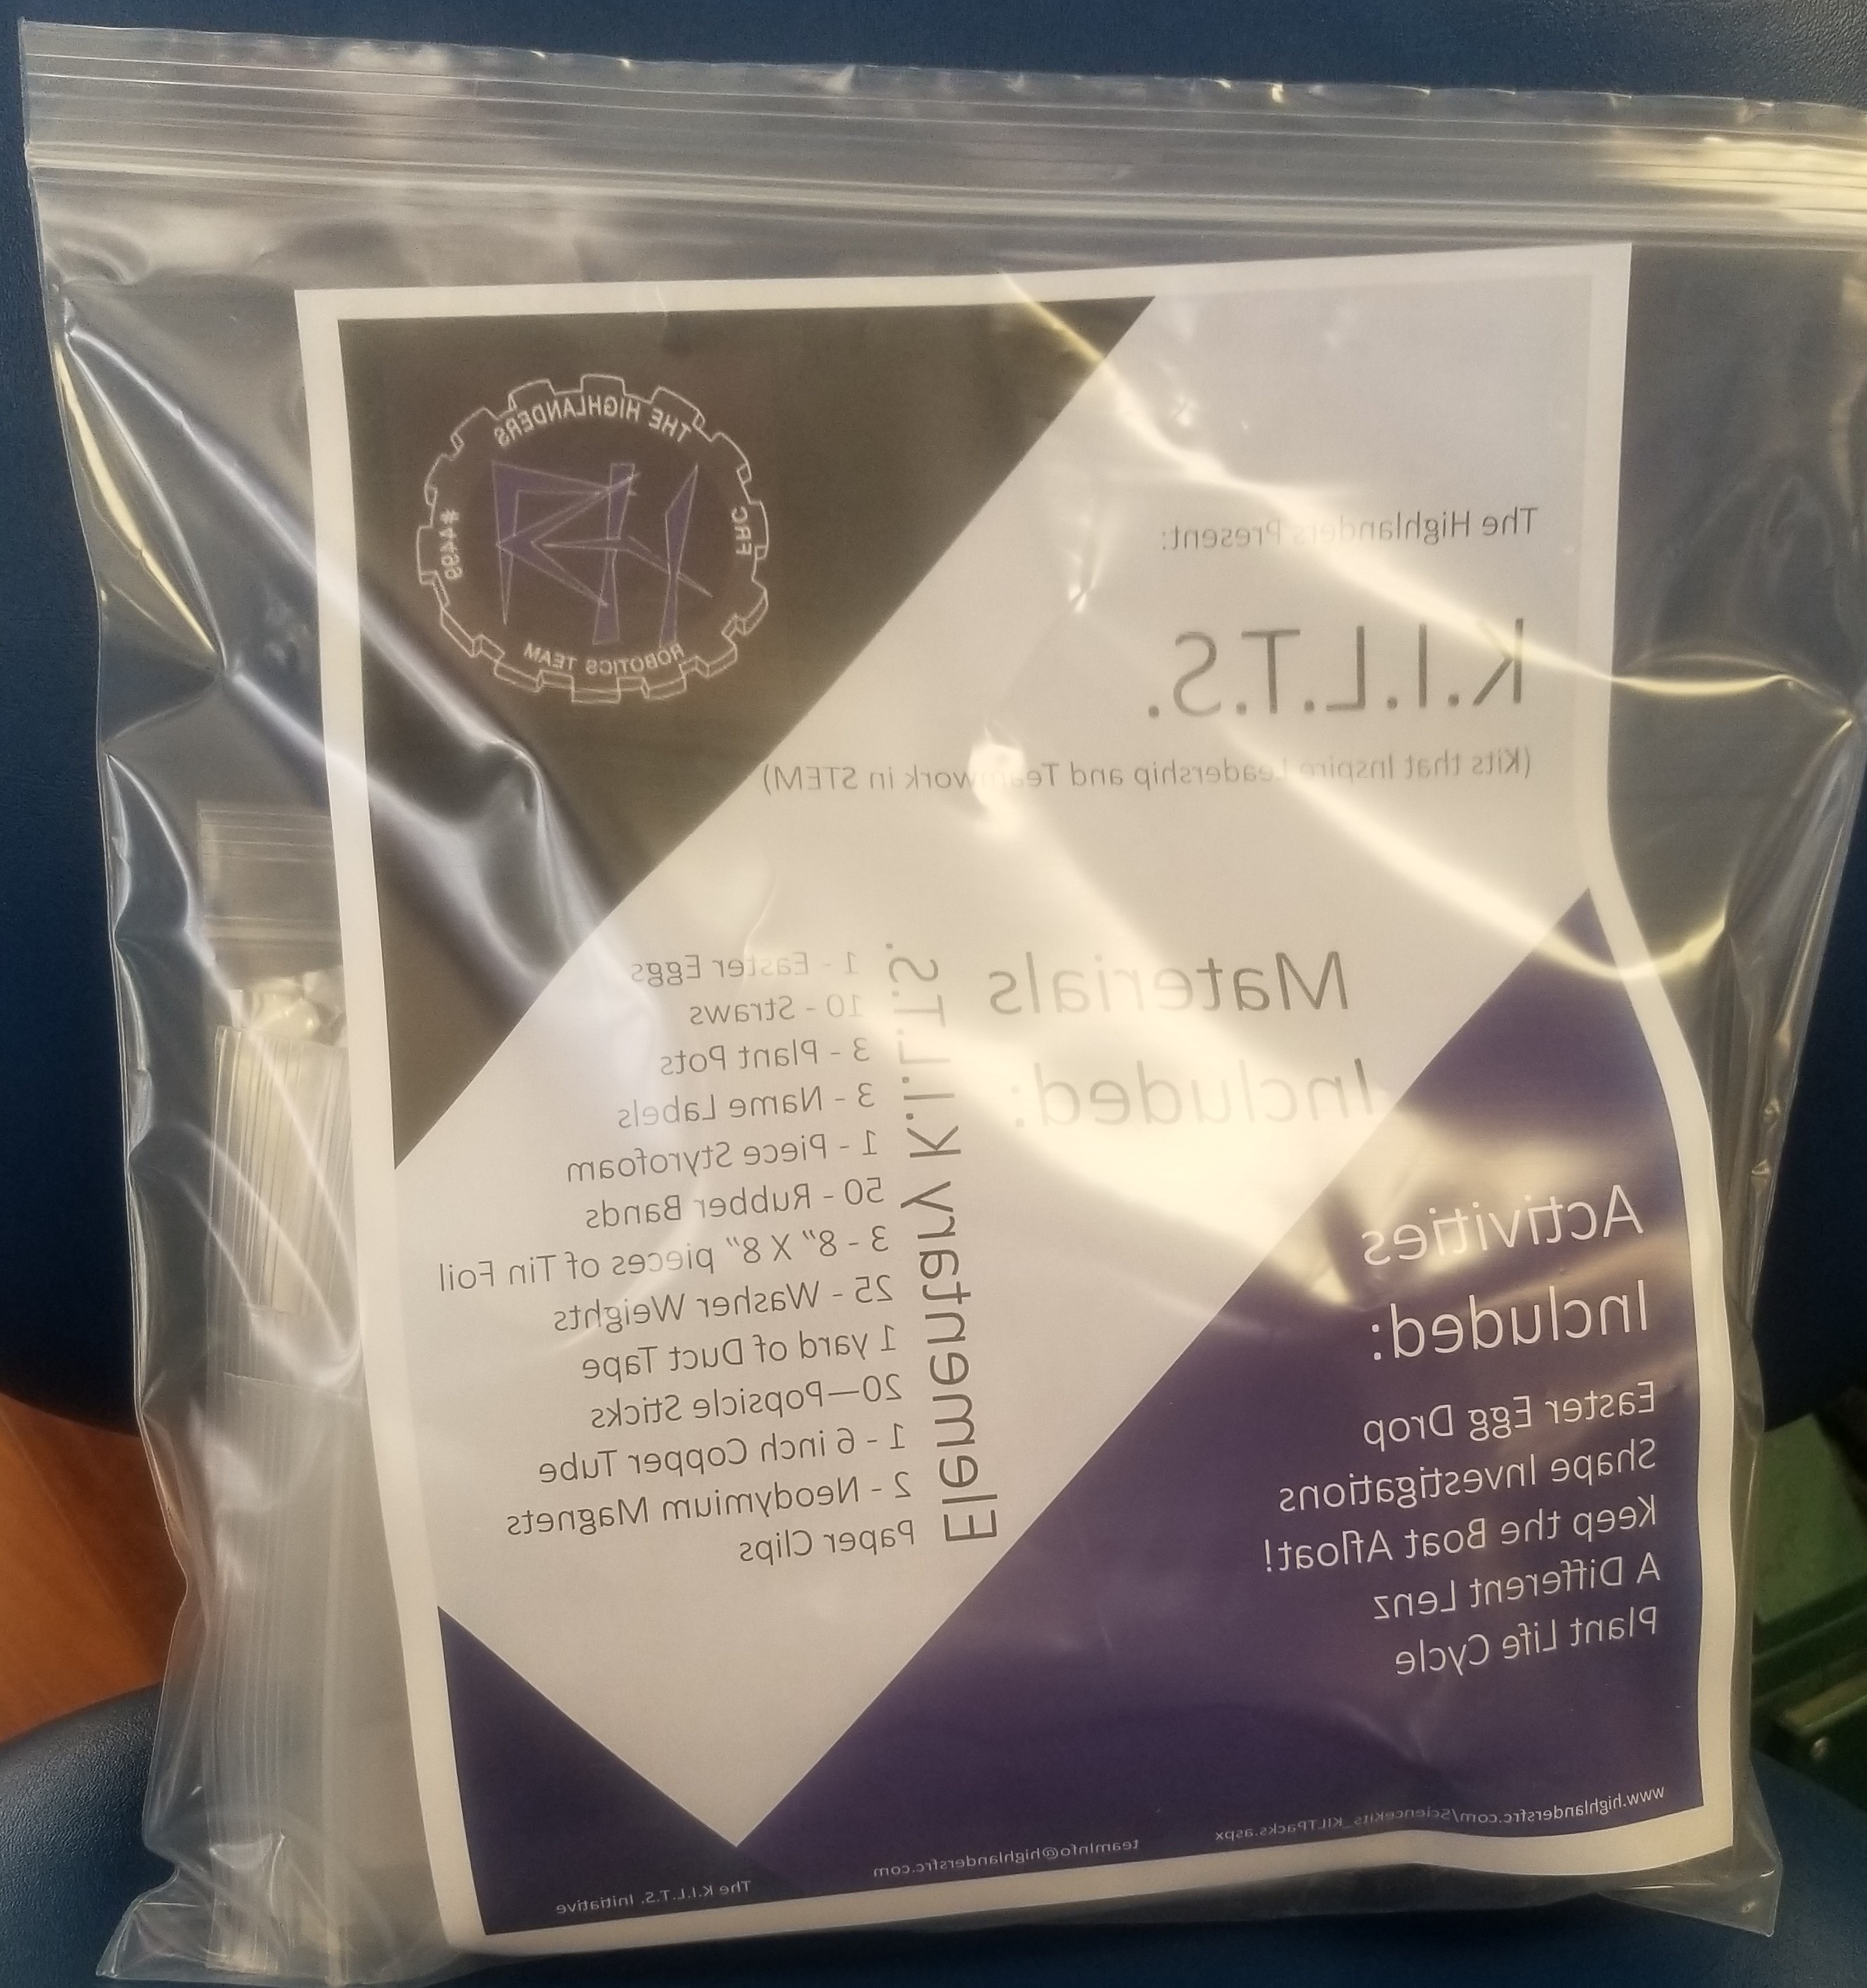 THE HIGHLANDERS
FRC
#4499
ROBOTICS TEAM
The Highlanders Present:
K.I.L.T.S.
(Kits that Inspire Leadership and Teamwork in STEM)
Materials
Included:
Elementary K.I.L.T.S.
1 - Easter Eggs
10 - Straws
3 - Plant Pots
3 - Name Labels
1 - Piece Styrofoam
50 - Rubber Bands
3 - 8" X 8" pieces of Tin Foil
25 - Washer Weights
1 yard of Duct Tape
20—Popsicle Sticks
1 - 6 inch Copper Tube
2 - Neodymium Magnets
Paper Clips
Activities
Included:
Easter Egg Drop
Shape Investigations
Keep the Boat Afloat!
A Different Lenz
Plant Life Cycle
www.highlandersfrc.com/ScienceKits_KILTPacks.aspx
teaminfo@highlandersfrc.com
The K.I.L.T.S. Initiative